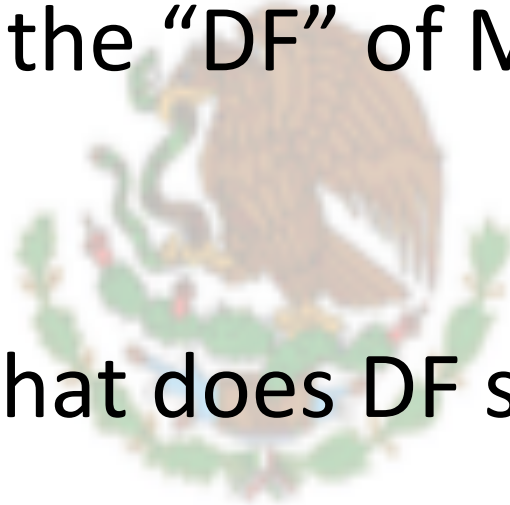 the “DF” of M
hat does DF s